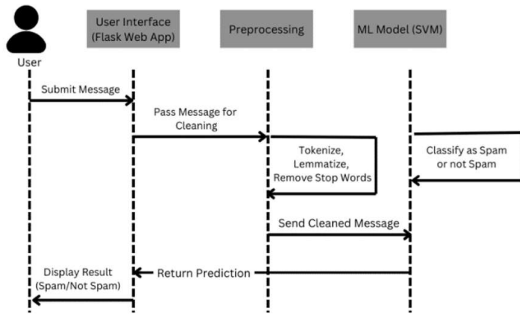 User Interface
(Flask Web App)
Preprocessing
ML Model (SVM)
User
Submit Message
Pass Message for
Cleaning
Tokenize,
Lemmatize,
Remove Stop Words
Classify as Spam
or not Spam
Send Cleaned Message
Return Prediction
Display Result
(Spam/Not Spam)